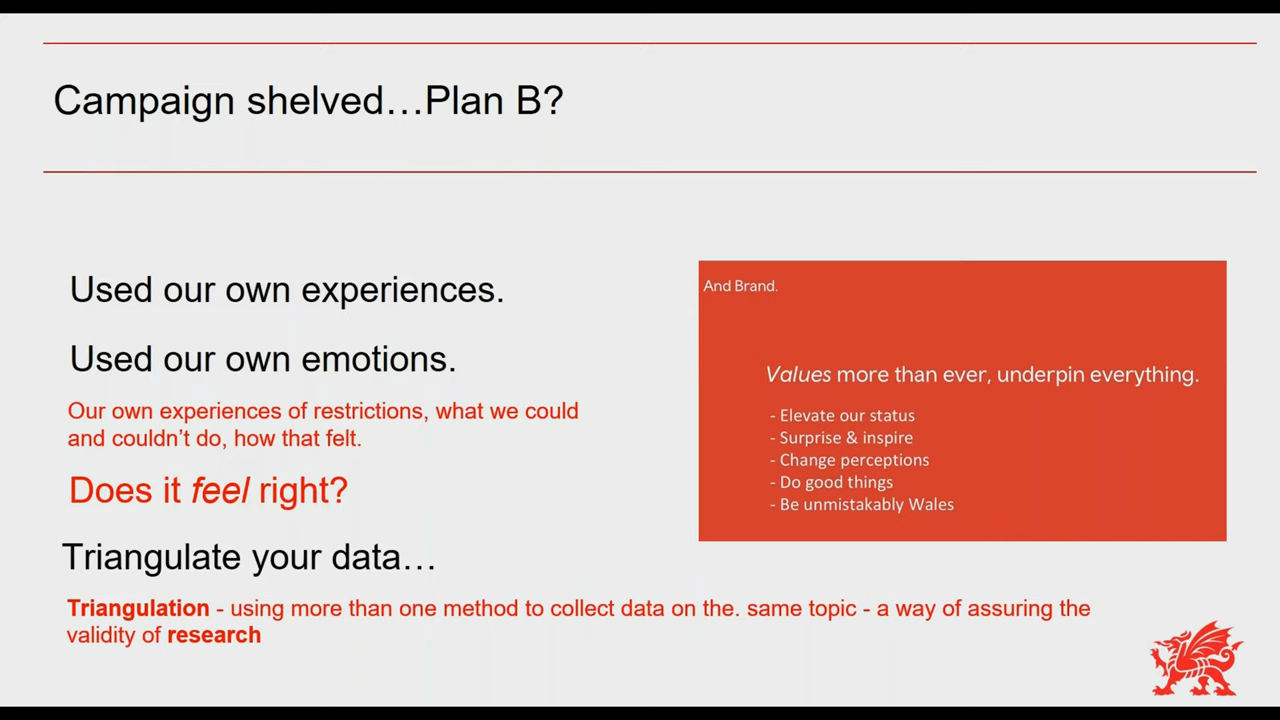 Campaign shelved…Plan B?
Used our own experiences.
Used our own emotions.
Our own experiences of restrictions, what we could
and couldn’t do, how that felt.
Does it feel right?
Triangulate your data…
Triangulation - using more than one method to collect data on the. same topic - a way of assuring the
validity of research
And Brand.
Values more than ever, underpin everything.
- Elevate our status
- Surprise & inspire
- Change perceptions
- Do good things
- Be unmistakably Wales